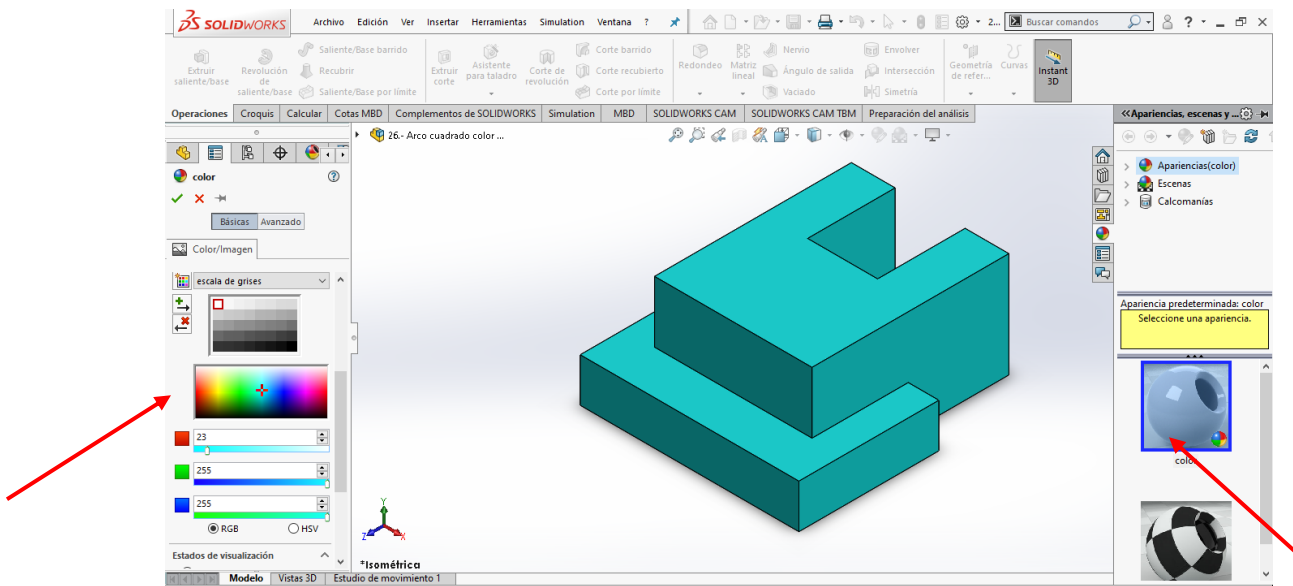 SOLIDWORKS Archivo Edición Ver Insertar Herramientas Simulation Ventana ? 2... Buscar comandos ?
Extruir saliente/base
Revolución de saliente/base
Saliente/Base barrido
Recubrir
Saliente/Base por límite
Extruir corte
Asistente para taladro
Corte de revolución
Corte barrido
Corte recubierto
Corte por límite
Redondeo
Matriz lineal
Nervio
Ángulo de salida
Vaciado
Envolver
Intersección
Simetría
Geometría de refer...
Curvas
Instant 3D
Operaciones Croquis Calcular Cotas MBD Complementos de SOLIDWORKS Simulation MBD SOLIDWORKS CAM SOLIDWORKS CAM TBM Preparación del análisis
26.- Arco cuadrado color ...
color
Básicas Avanzado
Color/Imagen
escala de grises
23
255
255
RGB HSV
Estados de visualización
Y
Z X
*Isométrica
Modelo Vistas 3D Estudio de movimiento 1
Apariencias, escenas y ...
Apariencias(color)
Escenas
Calcomanías
Apariencia predeterminada: color
Seleccione una apariencia.